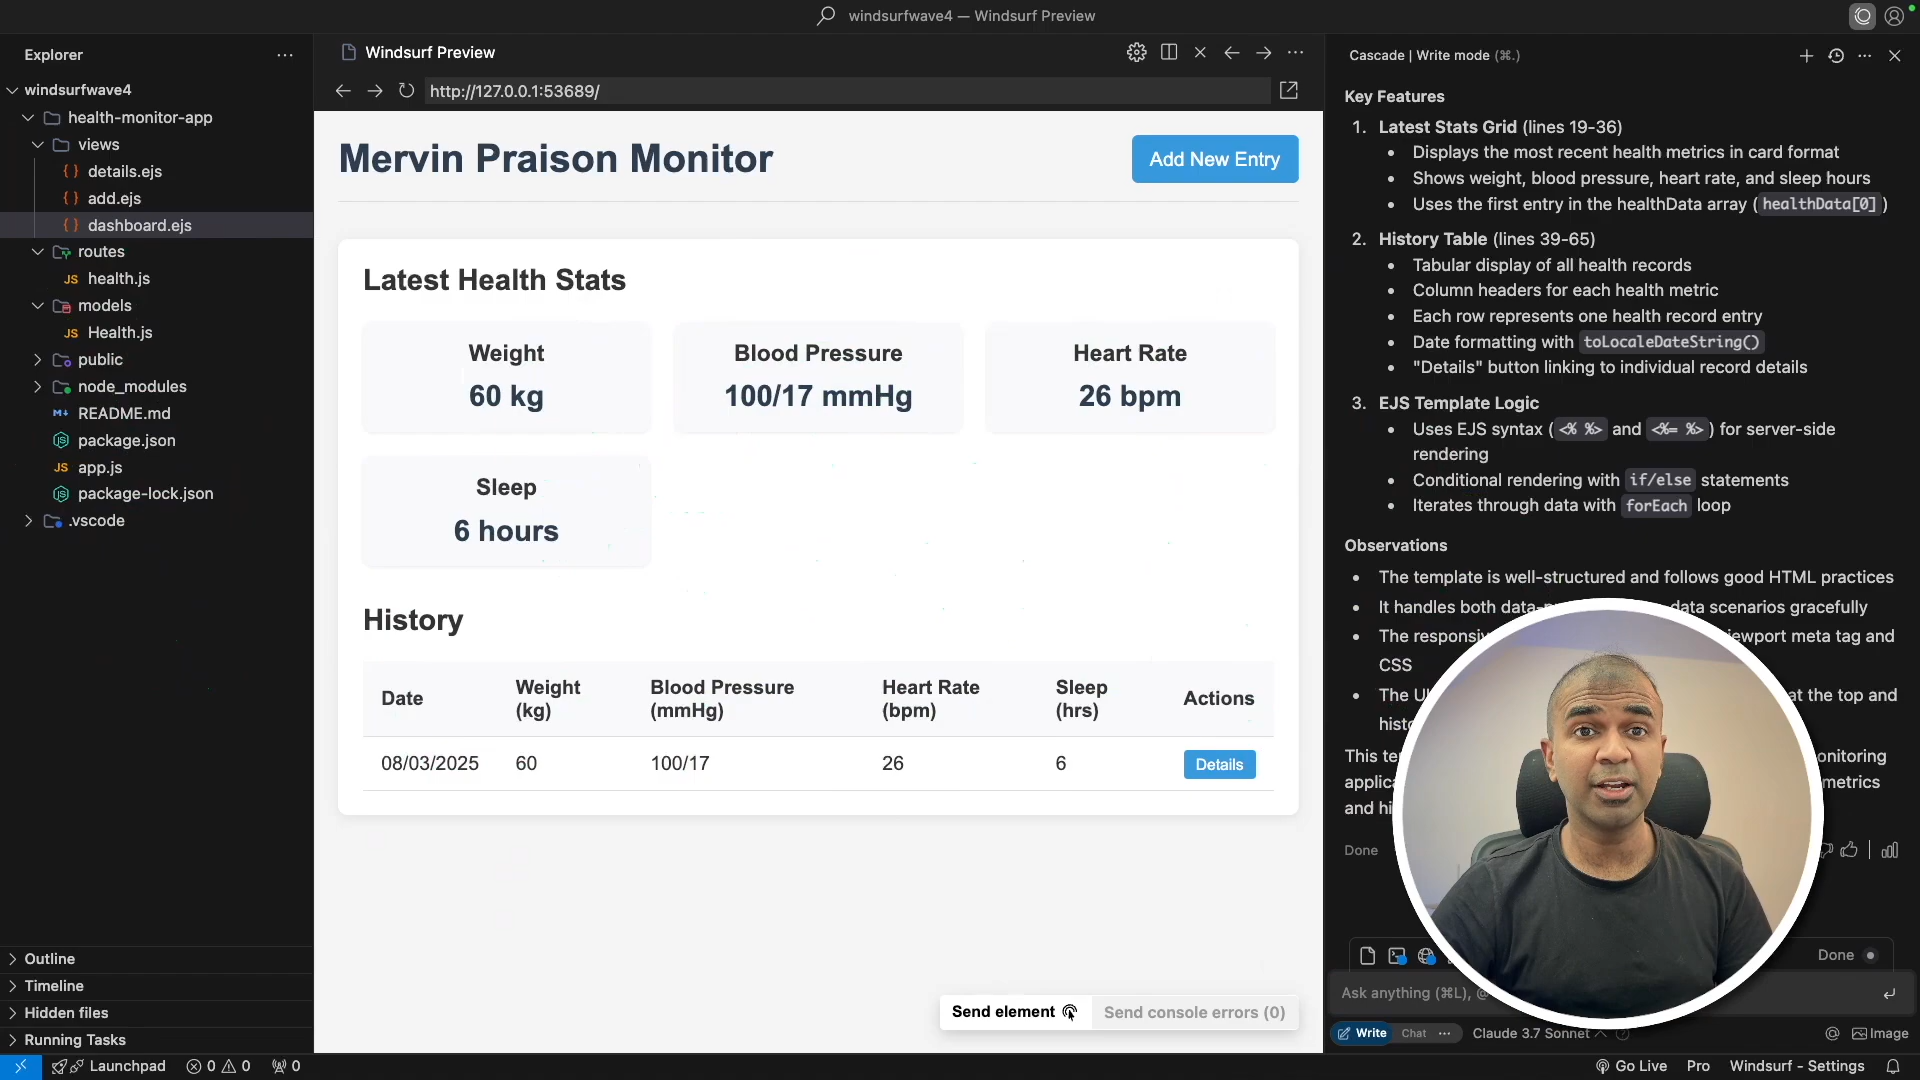 windsurfwave4 — Windsurf Preview
Explorer
windsurfwave4
health-monitor-app
views
details.ejs
add.ejs
dashboard.ejs
routes
JS health.js
models
JS Health.js
public
node_modules
README.md
package.json
JS app.js
package-lock.json
.vscode
Outline
Timeline
Hidden files
Running Tasks
Windsurf Preview
http://127.0.0.1:53689/
Mervin Praison Monitor
Add New Entry
Latest Health Stats
Weight
60 kg
Blood Pressure
100/17 mmHg
Heart Rate
26 bpm
Sleep
6 hours
History
Date Weight (kg) Blood Pressure (mmHg) Heart Rate (bpm) Sleep (hrs) Actions
08/03/2025 60 100/17 26 6 Details
Send element Send console errors (0)
Cascade | Write mode (⌘.)
Key Features
1. Latest Stats Grid (lines 19-36)
• Displays the most recent health metrics in card format
• Shows weight, blood pressure, heart rate, and sleep hours
• Uses the first entry in the healthData array ( healthData[0] )
2. History Table (lines 39-65)
• Tabular display of all health records
• Column headers for each health metric
• Each row represents one health record entry
• Date formatting with toLocaleDateString()
• "Details" button linking to individual record details
3. EJS Template Logic
• Uses EJS syntax ( <% %> and <%= %> ) for server-side
rendering
• Conditional rendering with if/else statements
• Iterates through data with forEach loop
Observations
• The template is well-structured and follows good HTML practices
• It handles both data scenarios gracefully
• The meta tag and
CSS
• The at the top and
This
metrics
and
Done
Done
Ask anything (⌘L), @
Write Chat ··· Claude 3.7 Sonnet
Image
Launchpad 0 0 0
Go Live Pro Windsurf - Settings